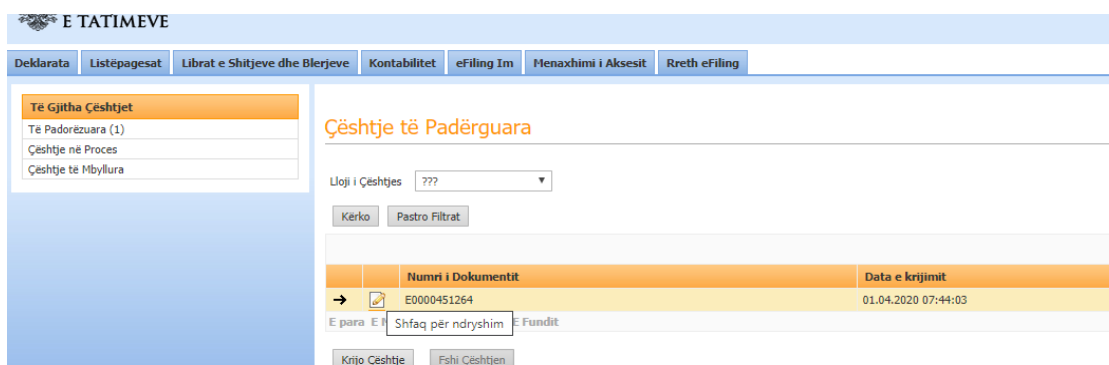 E TATIMEVE
Deklarata Listëpagesat Librat e Shitjeve dhe Blerjeve Kontabilitet eFiling Im Menaxhimi i Aksesit Rreth eFiling
Të Gjitha Çështjet
Të Padorëzuara (1)
Çështje në Proces
Çështje të Mbyllura
Çështje të Padërguara
Lloji i Çështjes ???
Kërko Pastro Filtrat
Numri i Dokumentit Data e krijimit
E0000451264 01.04.2020 07:44:03
E para E Fundit
Shfaq për ndryshim
Krijo Çështje Fshi Çështjen